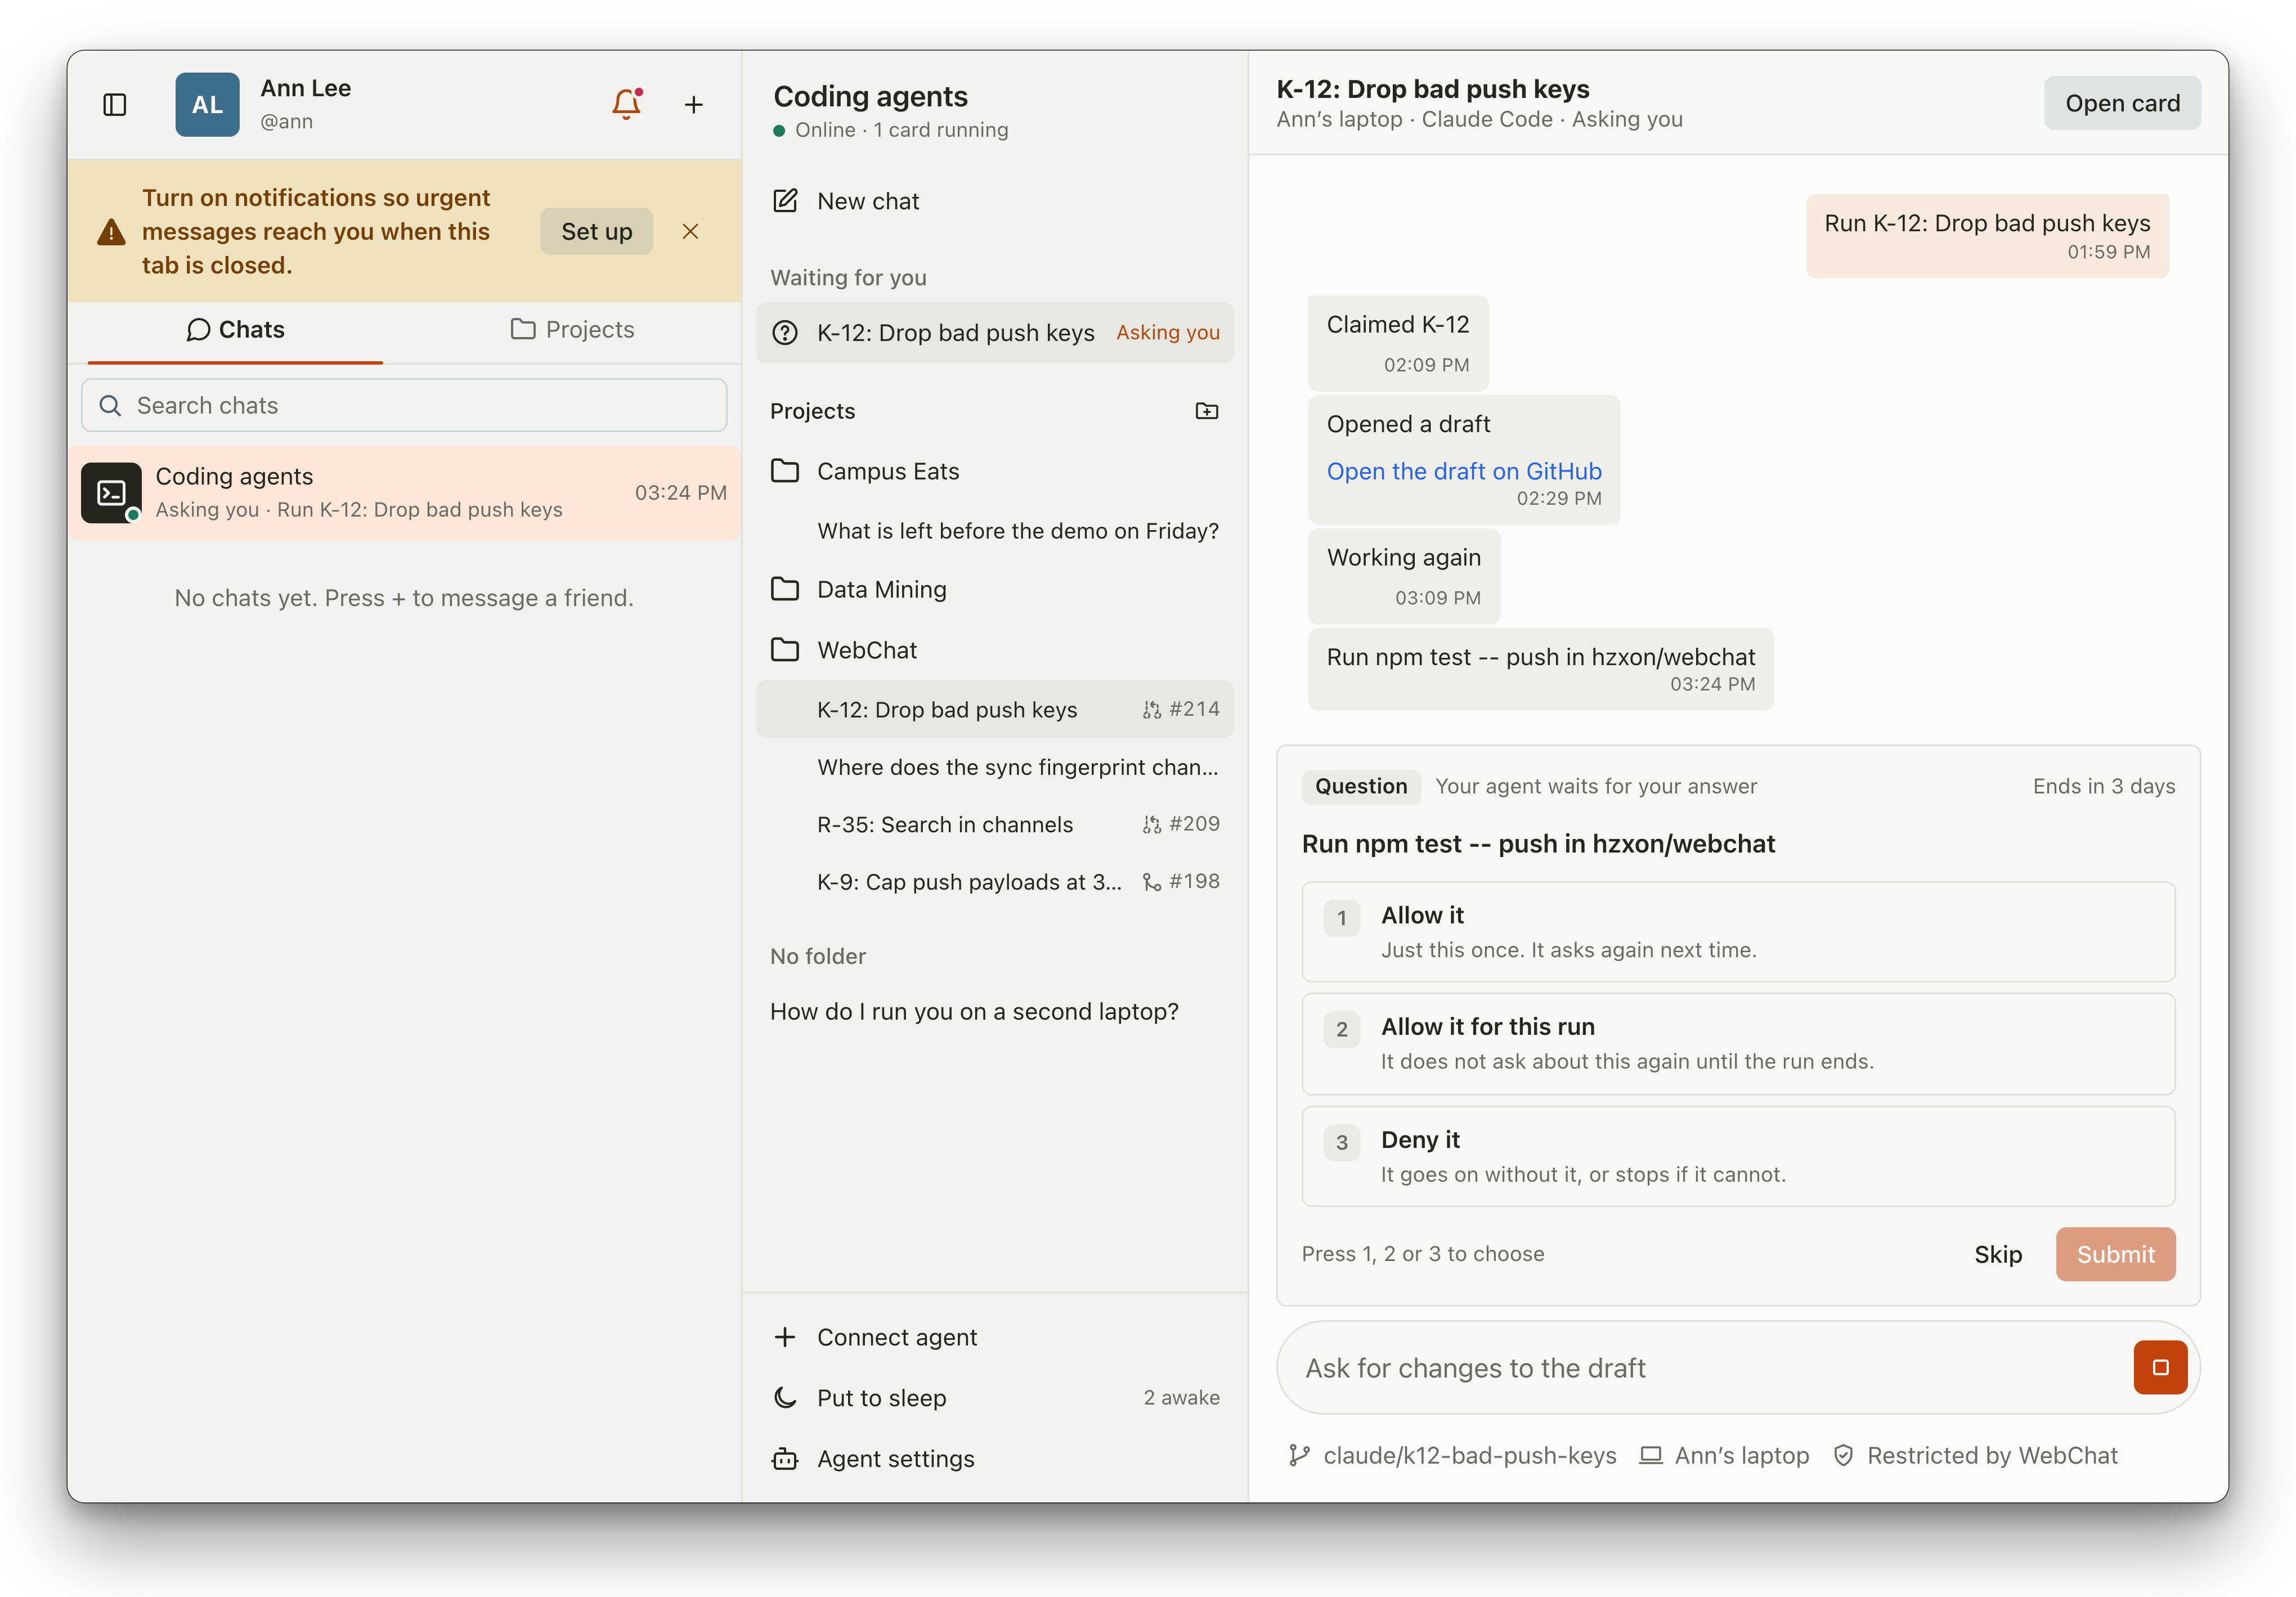 AL
Ann Lee
@ann
Turn on notifications so urgent
messages reach you when this
tab is closed.
Set up
Chats
Projects
Search chats
Coding agents
03:24 PM
Asking you · Run K-12: Drop bad push keys
No chats yet. Press + to message a friend.
Coding agents
Online · 1 card running
New chat
Waiting for you
K-12: Drop bad push keys
Asking you
Projects
Campus Eats
What is left before the demo on Friday?
Data Mining
WebChat
K-12: Drop bad push keys
#214
Where does the sync fingerprint chan...
R-35: Search in channels
#209
K-9: Cap push payloads at 3...
#198
No folder
How do I run you on a second laptop?
Connect agent
Put to sleep
2 awake
Agent settings
K-12: Drop bad push keys
Ann’s laptop · Claude Code · Asking you
Open card
Run K-12: Drop bad push keys
01:59 PM
Claimed K-12
02:09 PM
Opened a draft
Open the draft on GitHub
02:29 PM
Working again
03:09 PM
Run npm test -- push in hzxon/webchat
03:24 PM
Question
Your agent waits for your answer
Ends in 3 days
Run npm test -- push in hzxon/webchat
1
Allow it
Just this once. It asks again next time.
2
Allow it for this run
It does not ask about this again until the run ends.
3
Deny it
It goes on without it, or stops if it cannot.
Press 1, 2 or 3 to choose
Skip
Submit
Ask for changes to the draft
claude/k12-bad-push-keys
Ann’s laptop
Restricted by WebChat